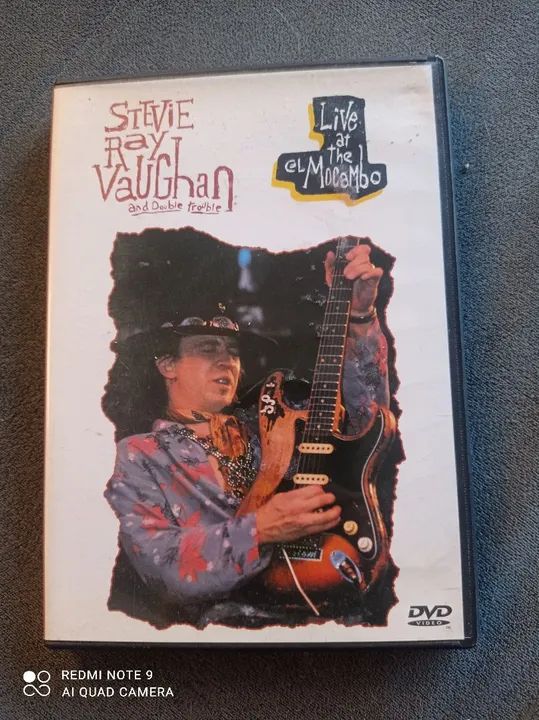 STEVIE
Ray
VaUGhan
and Double Trouble
Live
at
the
eL Mocambo
DVD
VIDEO
REDMI NOTE 9
AI QUAD CAMERA